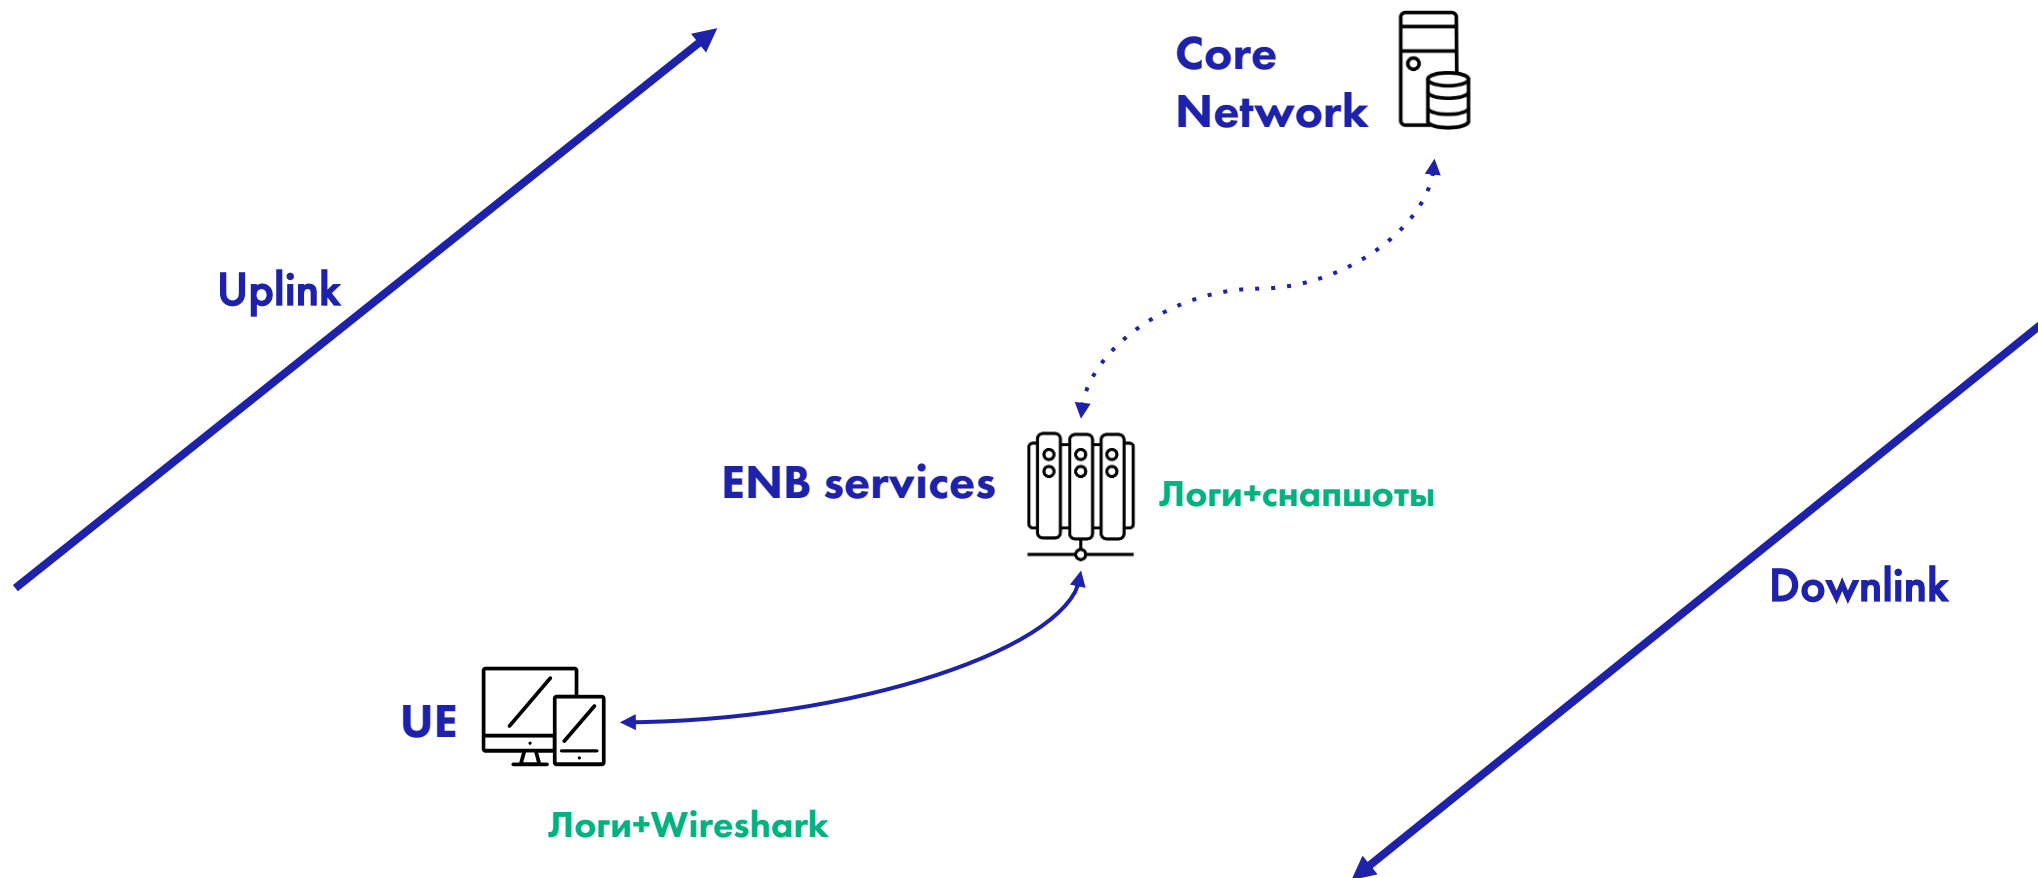 Core
Network
Uplink
ENB services
Логи+снапшоты
Downlink
UE
Логи+Wireshark